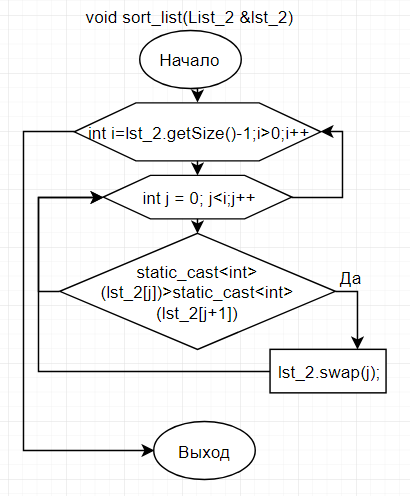 void sort_list(List_2 &lst_2)
Начало
int i=lst_2.getSize()-1;i>0;i++
int j = 0; j<i;j++
static_cast<int>
(lst_2[j])>static_cast<int>
(lst_2[j+1])
Да
lst_2.swap(j);
Выход